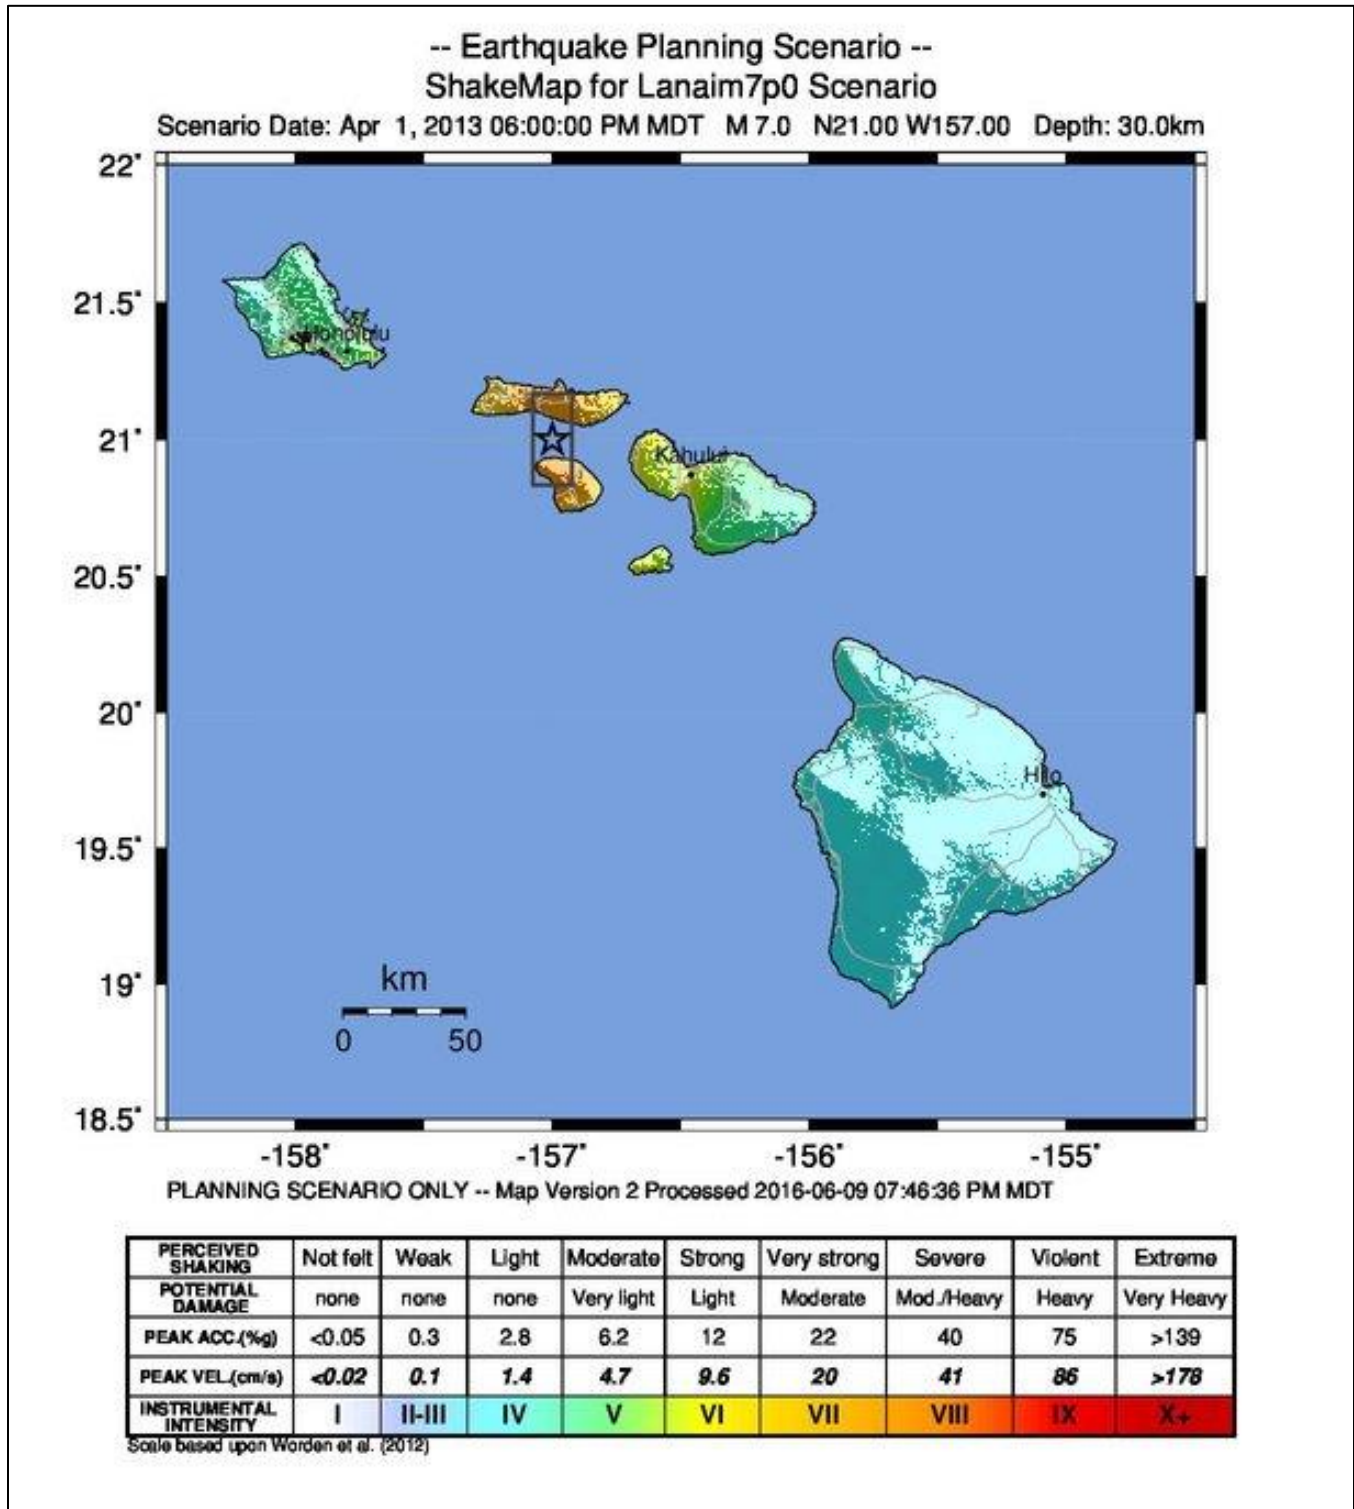 -- Earthquake Planning Scenario --
ShakeMap for Lanaim7p0 Scenario
Scenario Date: Apr 1, 2013 06:00:00 PM MDT M 7.0 N21.00 W157.00 Depth: 30.0km
22°
21.5°
Honolulu
21°
Kahului
20.5°
20°
Hilo
19.5°
19°
km
0 50
18.5°
-158° -157° -156° -155°
PLANNING SCENARIO ONLY -- Map Version 2 Processed 2016-06-09 07:46:36 PM MDT
PERCEIVED SHAKING Not felt Weak Light Moderate Strong Very strong Severe Violent Extreme
POTENTIAL DAMAGE none none none Very light Light Moderate Mod./Heavy Heavy Very Heavy
PEAK ACC.(%g) <0.05 0.3 2.8 6.2 12 22 40 75 >139
PEAK VEL.(cm/s) <0.02 0.1 1.4 4.7 9.6 20 41 86 >178
INSTRUMENTAL INTENSITY I II-III IV V VI VII VIII IX X+
Scale based upon Worden et al. (2012)